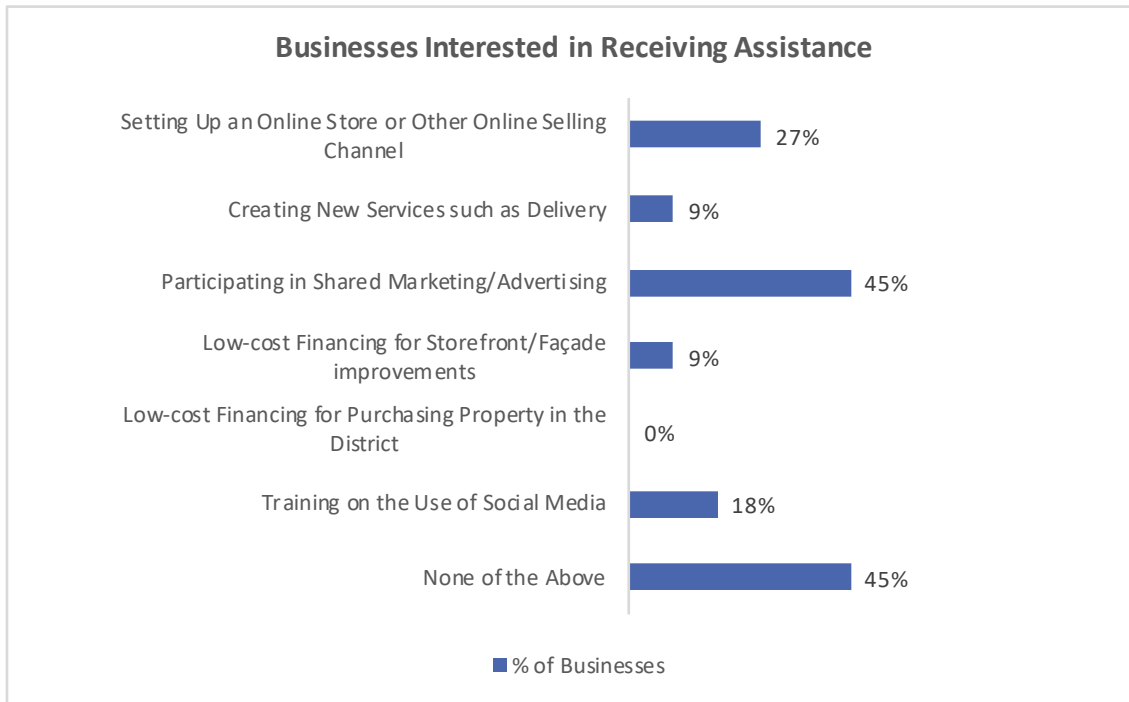 Businesses Interested in Receiving Assistance
Setting Up an Online Store or Other Online Selling
Channel
27%
Creating New Services such as Delivery
9%
Participating in Shared Marketing/Advertising
45%
Low-cost Financing for Storefront/Façade
improvements
9%
Low-cost Financing for Purchasing Property in the
District
0%
Training on the Use of Social Media
18%
None of the Above
45%
% of Businesses